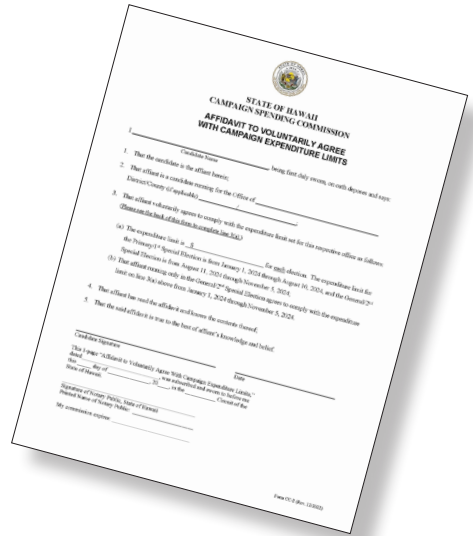 STATE OF HAWAII
CAMPAIGN SPENDING COMMISSION
AFFIDAVIT TO VOLUNTARILY AGREE
WITH CAMPAIGN EXPENDITURE LIMITS
I, being first duly sworn, on oath deposes and says:
Candidate Name
1. That the candidate is the affiant herein;
2. That affiant is a candidate running for the Office of
District/County (if applicable)
3. That affiant voluntarily agrees to comply with the expenditure limit set for this respective office as follows:
(Please see the back of this form to complete line 3(a).)
(a) The expenditure limit is $ for each election. The expenditure limit for
the Primary/1st Special Election is from January 1, 2024 through August 10, 2024, and the General/2nd
Special Election is from August 11, 2024 through November 5, 2024.
(b) That affiant running only in the General/2nd Special Election agrees to comply with the expenditure
limit on line 3(a) above from January 1, 2024 through November 5, 2024.
4. That affiant has read the affidavit and knows the contents thereof;
5. That the said affidavit is true to the best of affiant's knowledge and belief.
Candidate Signature Date
This 1-page "Affidavit to Voluntarily Agree With Campaign Expenditure Limits,"
dated , was subscribed and sworn to before me
this day of 20 , in the Circuit of the
State of Hawaii.
Signature of Notary Public, State of Hawaii
Printed Name of Notary Public:
My commission expires:
Form CC-2 (Rev. 12/2022)